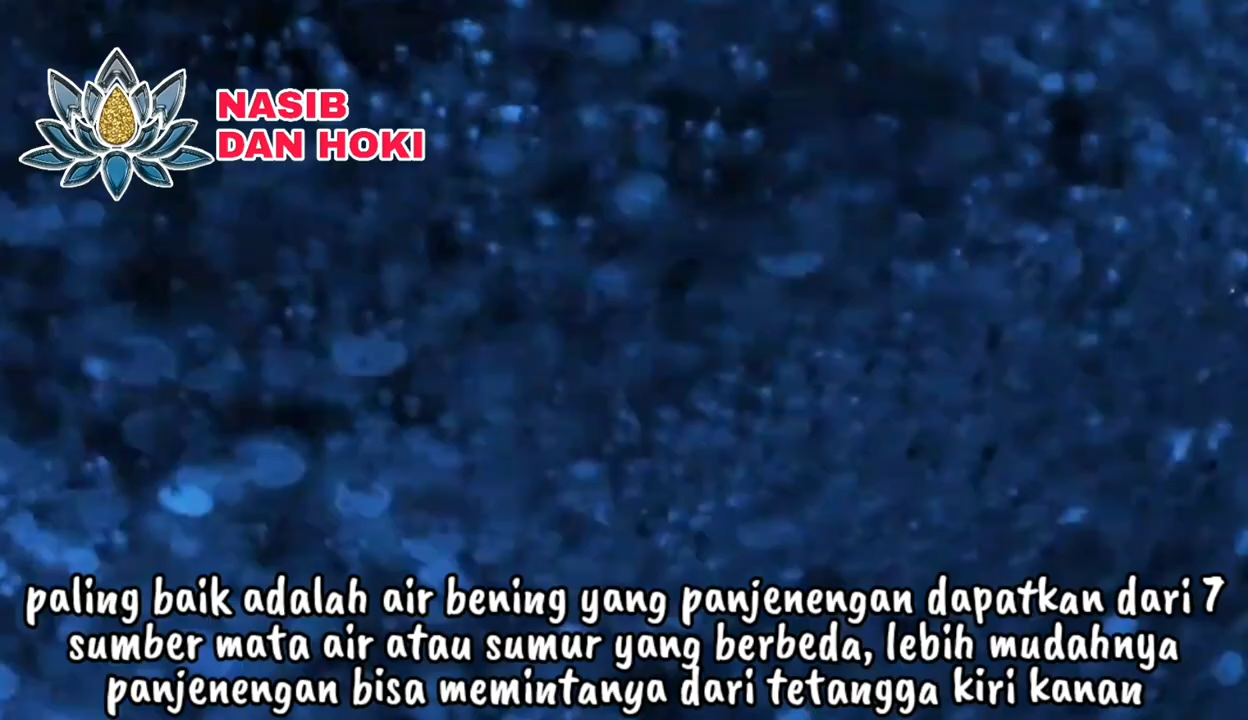 NASIB
DAN HOKI
paling baik adalah air bening yang panjenengan dapatkan dari 7
sumber mata air atau sumur yang berbeda, lebih mudahnya
panjenengan bisa memintanya dari tetangga kiri kanan